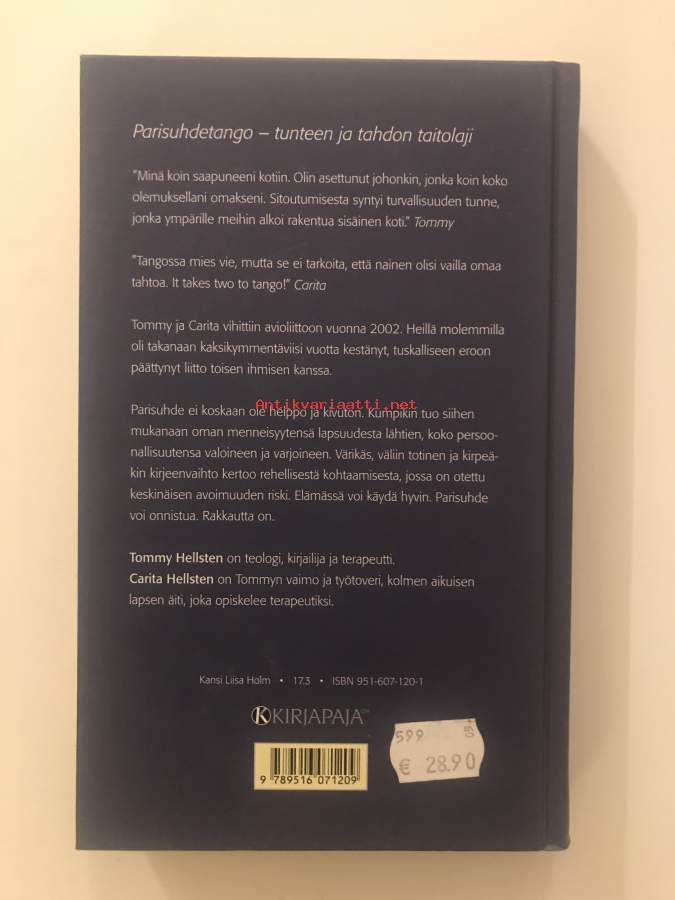 Parisuhdetango – tunteen ja tahdon taitolaji
"Minä koin saapuneeni kotiin. Olin asettunut johonkin, jonka koin koko
olemuksellani omakseni. Sitoutumisesta syntyi turvallisuuden tunne,
jonka ympärille meihin alkoi rakentua sisäinen koti." Tommy
"Tangossa mies vie, mutta se ei tarkoita, että nainen olisi vailla omaa
tahtoa. It takes two to tango!" Carita
Tommy ja Carita vihittiin avioliittoon vuonna 2002. Heillä molemmilla
oli takanaan kaksikymmentäviisi vuotta kestänyt, tuskalliseen eroon
päättynyt liitto toisen ihmisen kanssa.
Antikvariaatti.net
Parisuhde ei koskaan ole helppo ja kivuton. Kumpikin tuo siihen
mukanaan oman menneisyytensä lapsuudesta lähtien, koko persoo-
nallisuutensa valoineen ja varjoineen. Värikäs, väliin totinen ja kirpeä-
kin kirjeenvaihto kertoo rehellisestä kohtaamisesta, jossa on otettu
keskinäisen avoimuuden riski. Elämässä voi käydä hyvin. Parisuhde
voi onnistua. Rakkautta on.
Tommy Hellsten on teologi, kirjailija ja terapeutti.
Carita Hellsten on Tommyn vaimo ja työtoveri, kolmen aikuisen
lapsen äiti, joka opiskelee terapeutiksi.
Kansi Liisa Holm • 17.3 • ISBN 951-607-120-1
KIRJAPAJA
599 05
€ 28.90
9 789516 071209